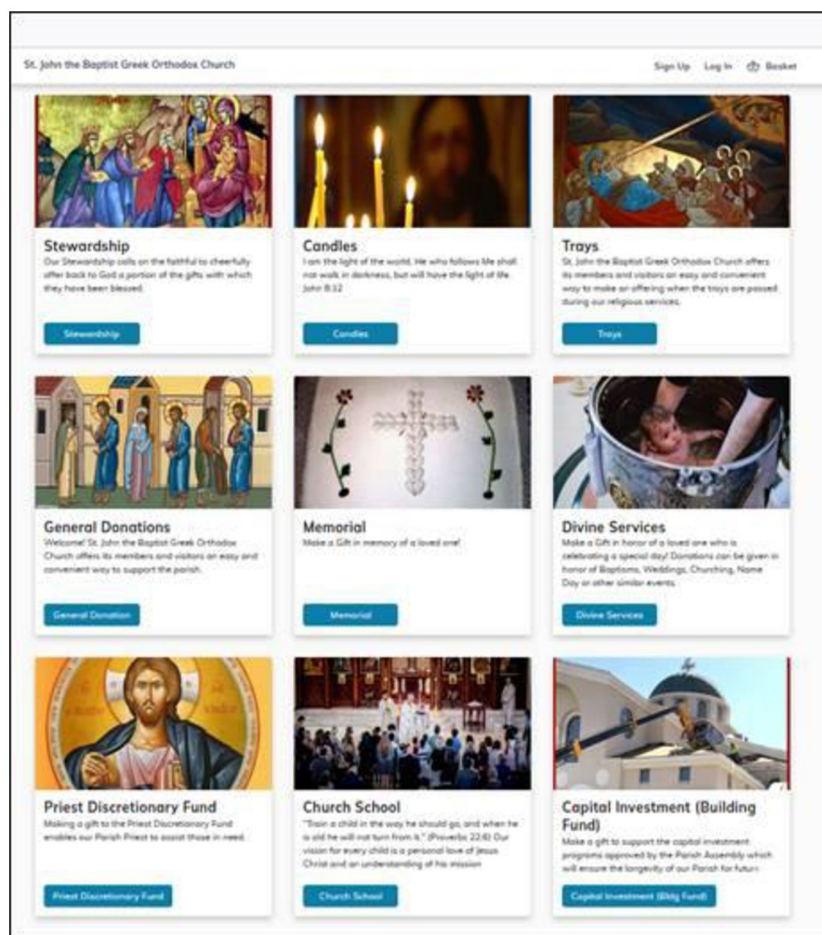 St. John the Baptist Greek Orthodox Church
Sign Up Log In Basket
Stewardship
Our Stewardship calls on the faithful to cheerfully
offer back to God a portion of the gifts with which
they have been blessed.
Stewardship
Candles
I am the light of the world, He who follows Me shall
not walk in darkness, but will have the light of life.
John 8:12
Candles
Trays
St. John the Baptist Greek Orthodox Church offers
its members and visitors an easy and convenient
way to make an offering when the trays are passed
during our religious services.
Trays
General Donations
Welcome! St. John the Baptist Greek Orthodox
Church offers its members and visitors an easy and
convenient way to support the parish.
General Donation
Memorial
Make a Gift in memory of a loved one!
Memorial
Divine Services
Make a Gift in honor of a loved one who is
celebrating a special day! Donations can be given in
honor of Baptisms, Weddings, Churching, Name
Day or other similar events.
Divine Services
Priest Discretionary Fund
Making a gift to the Priest Discretionary Fund
enables our Parish Priest to assist those in need.
Priest Discretionary Fund
Church School
"Train a child in the way he should go, and when he
is old he will not turn from it." (Proverbs 22:6) Our
vision for every child is a personal love of Jesus
Christ and an understanding of his mission
Church School
Capital Investment (Building
Fund)
Make a gift to support the capital investment
programs approved by the Parish Assembly which
will ensure the longevity of our Parish for future
Capital Investment (Bldg Fund)